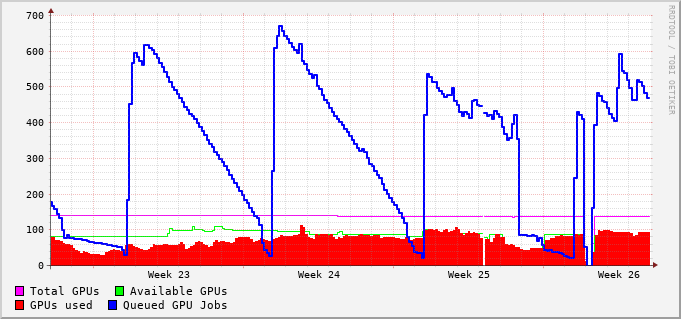 700
600
500
400
300
200
100
0
Week 23 Week 24 Week 25 Week 26
Total GPUs Available GPUs
GPUs used Queued GPU Jobs
RRDTOOL / TOBI OETIKER